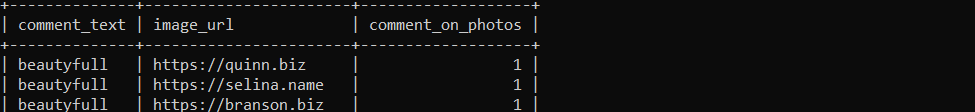 +--------------+----------------------+-------------------+
| comment_text | image_url            | comment_on_photos |
+--------------+----------------------+-------------------+
| beautyfull   | https://quinn.biz    |                 1 |
| beautyfull   | https://selina.name  |                 1 |
| beautyfull   | https://branson.biz  |                 1 |